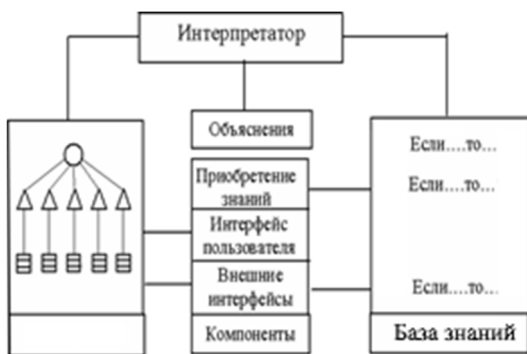 Интерпретатор
Объяснения
Приобретение
знаний
Интерфейс
пользователя
Внешние
интерфейсы
Компоненты
Если....то...
Если....то...
Если....то...
База знаний